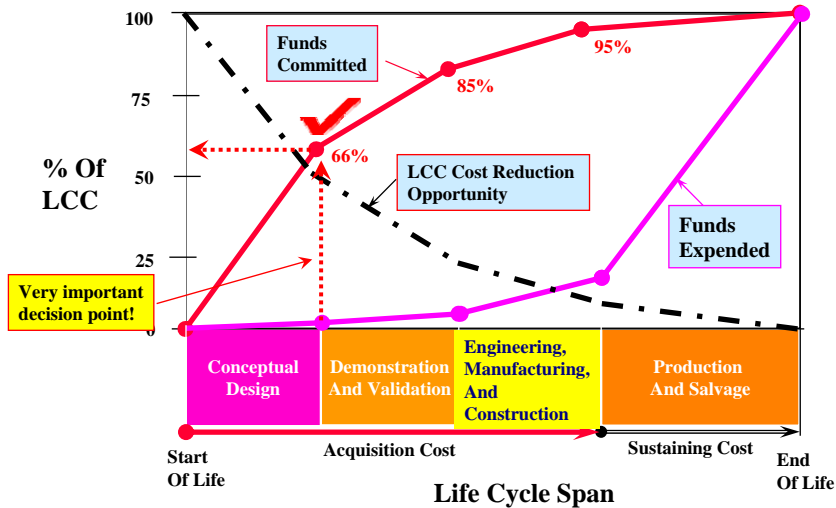 100
75
50
25
0
% Of
LCC
Funds
Committed
66%
85%
95%
LCC Cost Reduction
Opportunity
Funds
Expended
Very important
decision point!
Conceptual
Design
Demonstration
And Validation
Engineering,
Manufacturing,
And
Construction
Production
And Salvage
Acquisition Cost
Sustaining Cost
Start
Of Life
End
Of Life
Life Cycle Span